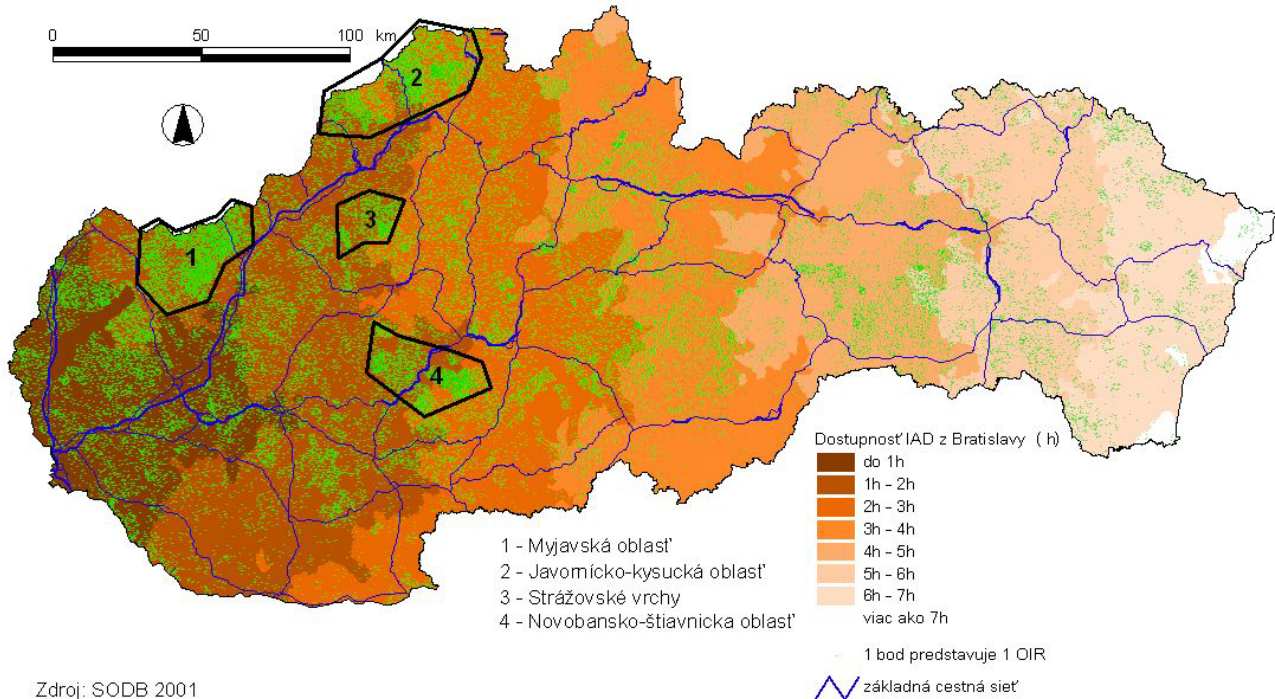 0 50 100 km
2
3
1
4
Dostupnosť IAD z Bratislavy ( h)
do 1h
1h - 2h
2h - 3h
3h - 4h
4h - 5h
5h - 6h
6h - 7h
viac ako 7h
1 - Myjavská oblasť
2 - Javornícko-kysucká oblasť
3 - Strážovské vrchy
4 - Novobansko-štiavnicka oblasť
1 bod predstavuje 1 OIR
základná cestná sieť
Zdroj: SODB 2001